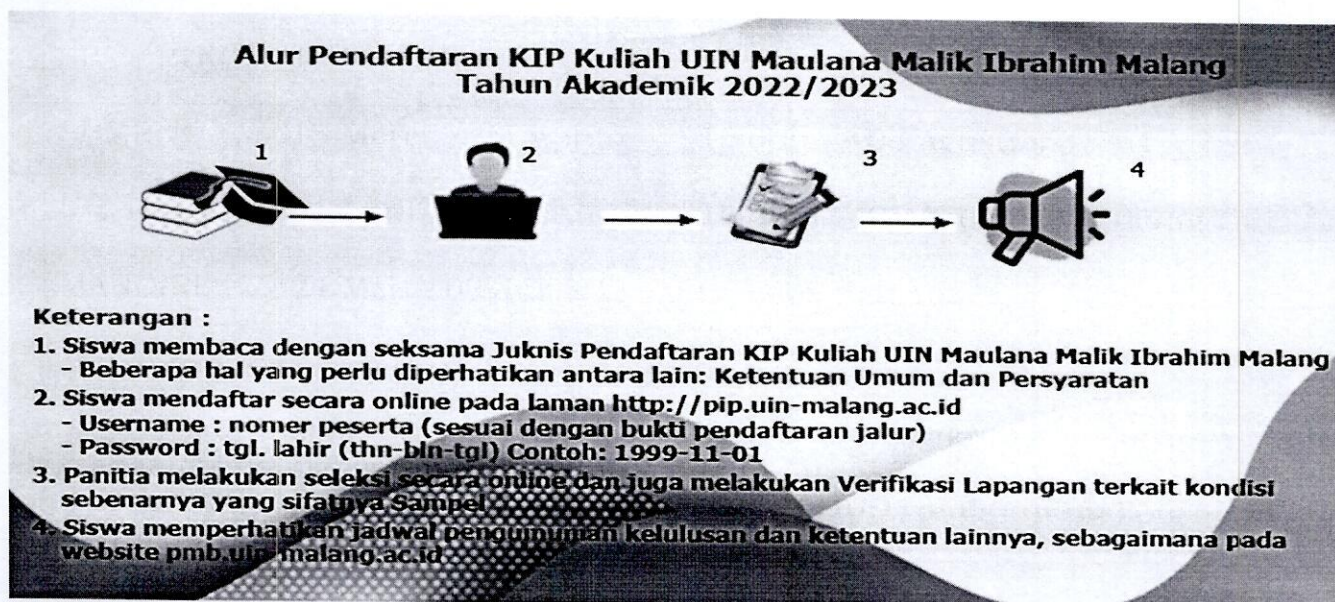 Alur Pendaftaran KIP Kuliah UIN Maulana Malik Ibrahim Malang
Tahun Akademik 2022/2023
1
2
3
4
Keterangan :
1. Siswa membaca dengan seksama Juknis Pendaftaran KIP Kuliah UIN Maulana Malik Ibrahim Malang
- Beberapa hal yang perlu diperhatikan antara lain: Ketentuan Umum dan Persyaratan
2. Siswa mendaftar secara online pada laman http://pip.uin-malang.ac.id
- Username : nomer peserta (sesuai dengan bukti pendaftaran jalur)
- Password : tgl. lahir (thn-bln-tgl) Contoh: 1999-11-01
3. Panitia melakukan seleksi secara online dan juga melakukan Verifikasi Lapangan terkait kondisi
sebenarnya yang sifatnya Sampel
4. Siswa memperhatikan jadwal pengumuman kelulusan dan ketentuan lainnya, sebagaimana pada
website pmb.uin-malang.ac.id